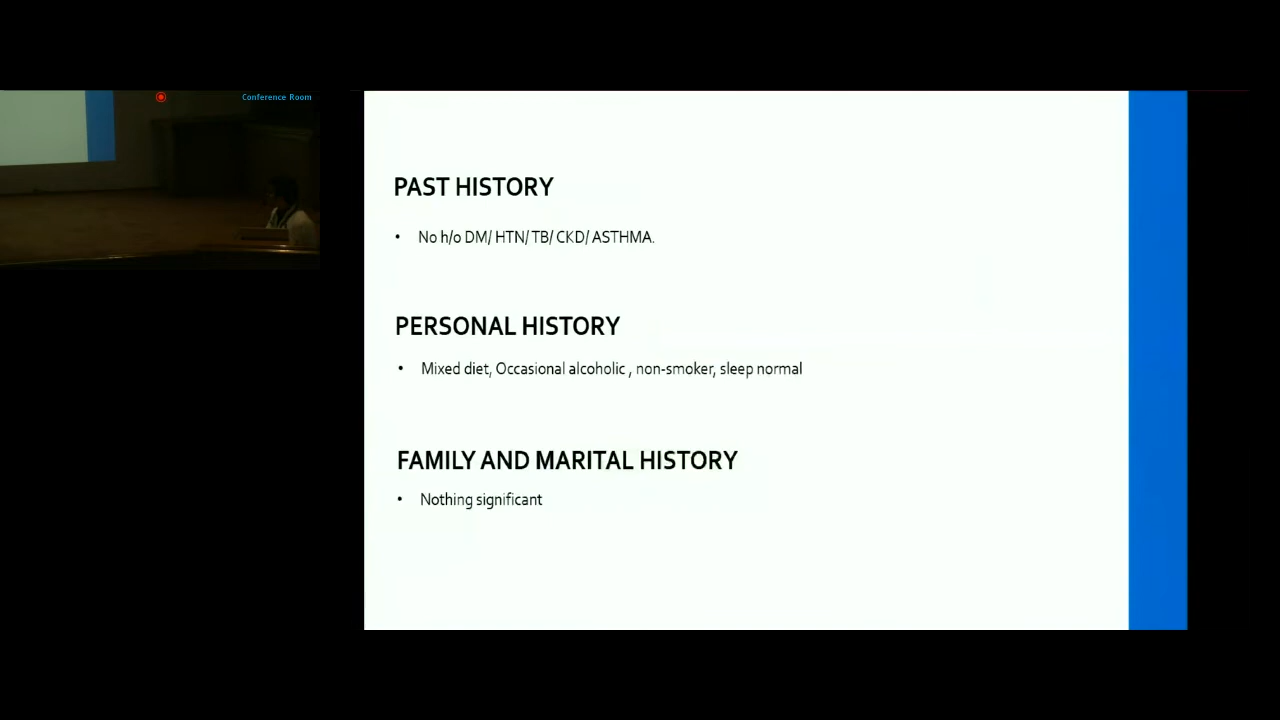 Conference Room
PAST HISTORY
• No h/o DM/ HTN/ TB/ CKD/ ASTHMA.
PERSONAL HISTORY
• Mixed diet, Occasional alcoholic , non-smoker, sleep normal
FAMILY AND MARITAL HISTORY
• Nothing significant